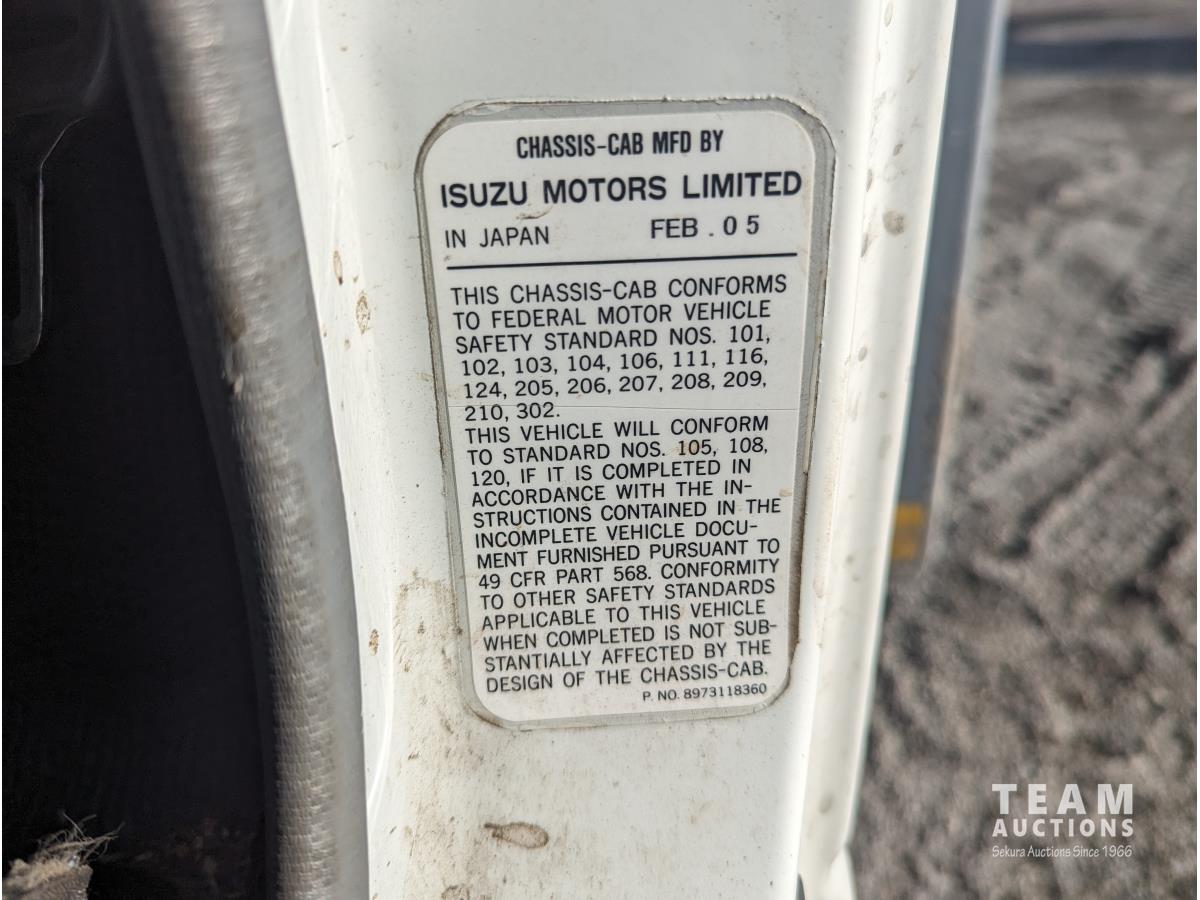 CHASSIS-CAB MFD BY
ISUZU MOTORS LIMITED
IN JAPAN FEB . 05
THIS CHASSIS-CAB CONFORMS
TO FEDERAL MOTOR VEHICLE
SAFETY STANDARD NOS. 101,
102, 103, 104, 106, 111, 116,
124, 205, 206, 207, 208, 209,
210, 302.
THIS VEHICLE WILL CONFORM
TO STANDARD NOS. 105, 108,
120, IF IT IS COMPLETED IN
ACCORDANCE WITH THE IN-
STRUCTIONS CONTAINED IN THE
INCOMPLETE VEHICLE DOCU-
MENT FURNISHED PURSUANT TO
49 CFR PART 568. CONFORMITY
TO OTHER SAFETY STANDARDS
APPLICABLE TO THIS VEHICLE
WHEN COMPLETED IS NOT SUB-
STANTIALLY AFFECTED BY THE
DESIGN OF THE CHASSIS-CAB.
P. NO. 8973118360
TEAM
AUCTIONS
Sekura Auctions Since 1966